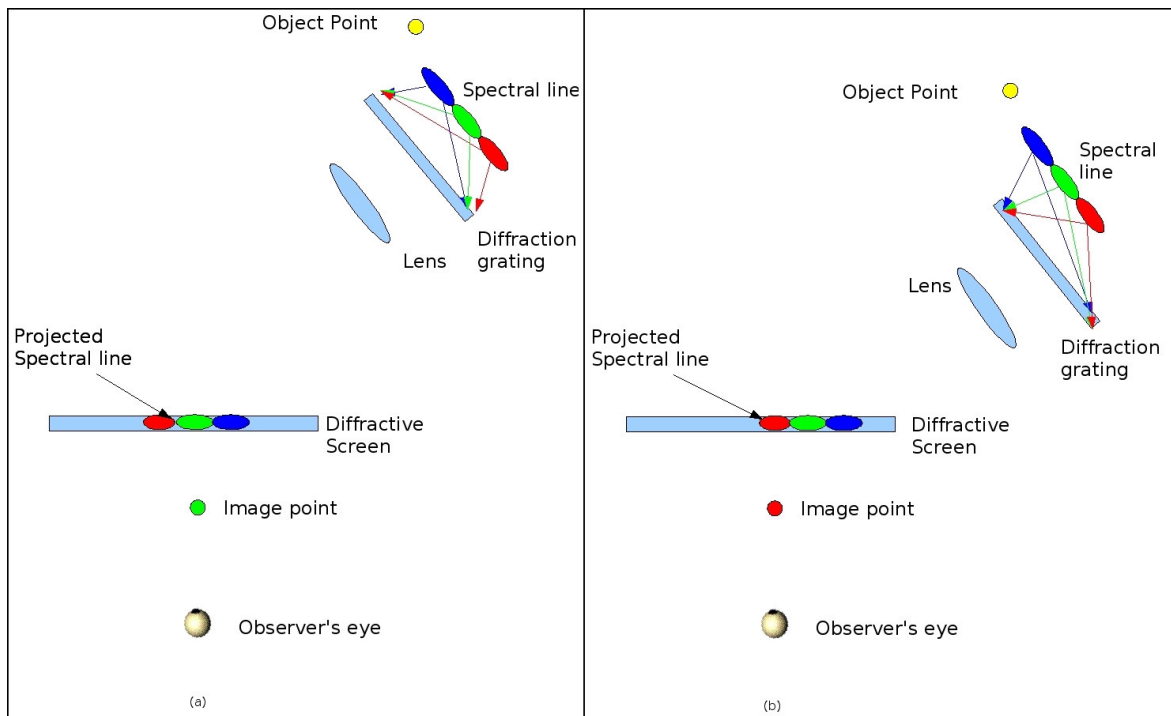 Object Point
Spectral line
Diffraction
grating
Lens
Projected
Spectral line
Diffractive
Screen
Image point
Observer's eye
(a)
Object Point
Spectral
line
Lens
Diffraction
grating
Projected
Spectral line
Diffractive
Screen
Image point
Observer's eye
(b)